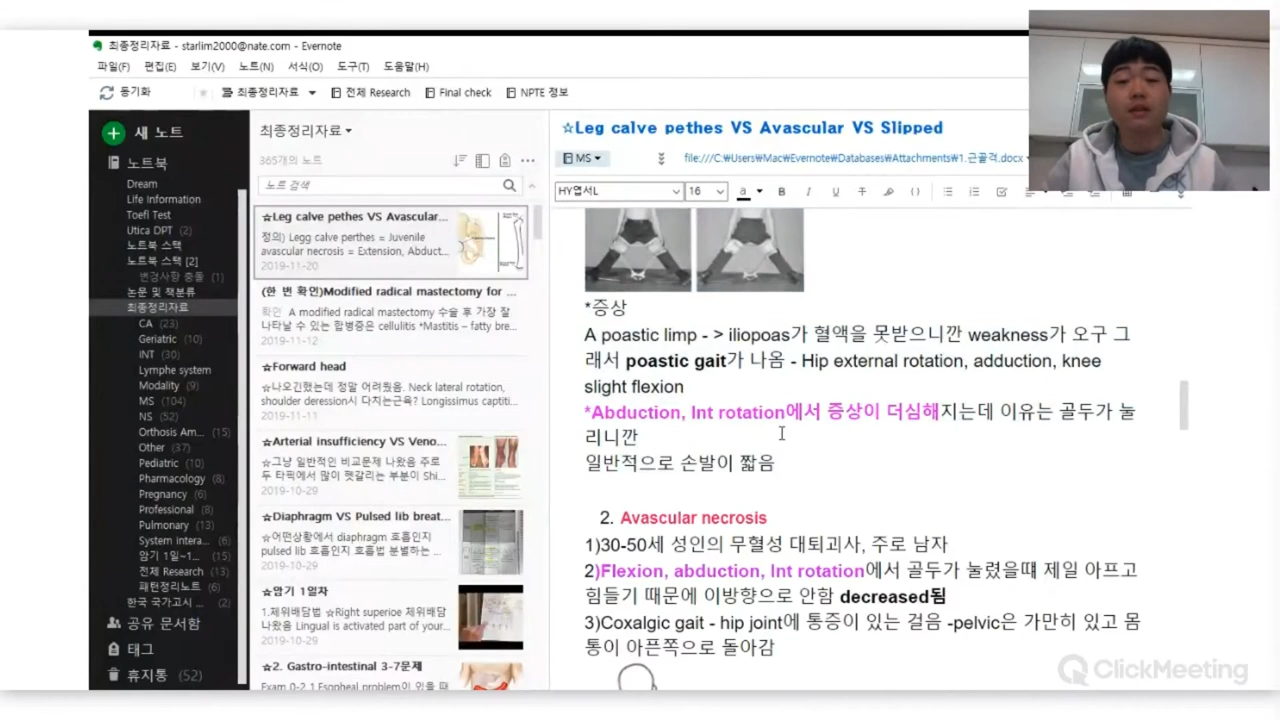 최종정리자료 - starlim2000@nate.com - Evernote
파일(F) 편집(E) 보기(V) 노트(N) 서식(O) 도구(T) 도움말(H)
동기화 최종정리자료 전체 Research Final check NPTE 정보
새 노트
노트북
Dream
Life Information
Toefl Test
Utica DPT (2)
노트북 스택
노트북 스택 [2]
변경사항 충돌 (1)
논문 및 책분류
최종정리자료
CA (23)
Geriatric (10)
INT (30)
Lymphe system
Modality (9)
MS (104)
NS (52)
Orthosis Am... (15)
Other (37)
Pediatric (10)
Pharmacology (8)
Pregnancy (6)
Professional (8)
Pulmonary (13)
System intera... (6)
암기 1일~1... (15)
전체 Research (13)
패턴정리노트 (6)
한국 국가고시 ... (2)
공유 문서함
태그
휴지통 (52)
최종정리자료
365개의 노트
노트 검색
☆Leg calve pethes VS Avascular...
정의) Legg calve perthes = Juvenile
avascular necrosis = Extension, Abduct...
2019-11-20
(한 번 확인)Modified radical mastectomy for ...
확인 A modified radical mastectomy 수술 후 가장 잘
나타날 수 있는 합병증은 cellulitis *Mastitis – fatty bre...
2019-11-12
☆Forward head
☆나오긴했는데 정말 어려웠음. Neck lateral rotation,
shoulder deression시 다치는근육? Longissimus captiti...
2019-11-11
☆Arterial insufficiency VS Veno...
☆그냥 일반적인 비교문제 나왔음 주로
두 타픽에서 많이 햇갈리는 부분이 Shi...
2019-10-29
☆Diaphragm VS Pulsed lib breat...
☆어떤상황에서 diaphragm 호흡인지
pulsed lib 호흡인지 호흡법 분별하는 ...
2019-10-29
☆암기 1일차
1.체위배담법 ☆Right superioe 체위배담
나왔음 Lingual is activated part of your...
2019-10-29
☆2. Gastro-intestinal 3-7문제
Exam 0-2 1 Esopheal problem이 있을 때
☆Leg calve pethes VS Avascular VS Slipped
MS file:///C:₩Users₩Mac₩Evernote₩Databases₩Attachments₩1.근골격.docx
HY엽서L 16 a B I U T
*증상
A poastic limp - > iliopoas가 혈액을 못받으니깐 weakness가 오구 그
래서 poastic gait가 나옴 - Hip external rotation, adduction, knee
slight flexion
*Abduction, Int rotation에서 증상이 더심해지는데 이유는 골두가 눌
리니깐
일반적으로 손발이 짧음
2. Avascular necrosis
1)30-50세 성인의 무혈성 대퇴괴사, 주로 남자
2)Flexion, abduction, Int rotation에서 골두가 눌렸을떄 제일 아프고
힘들기 때문에 이방향으로 안함 decreased됨
3)Coxalgic gait - hip joint에 통증이 있는 걸음 -pelvic은 가만히 있고 몸
통이 아픈쪽으로 돌아감
ClickMeeting